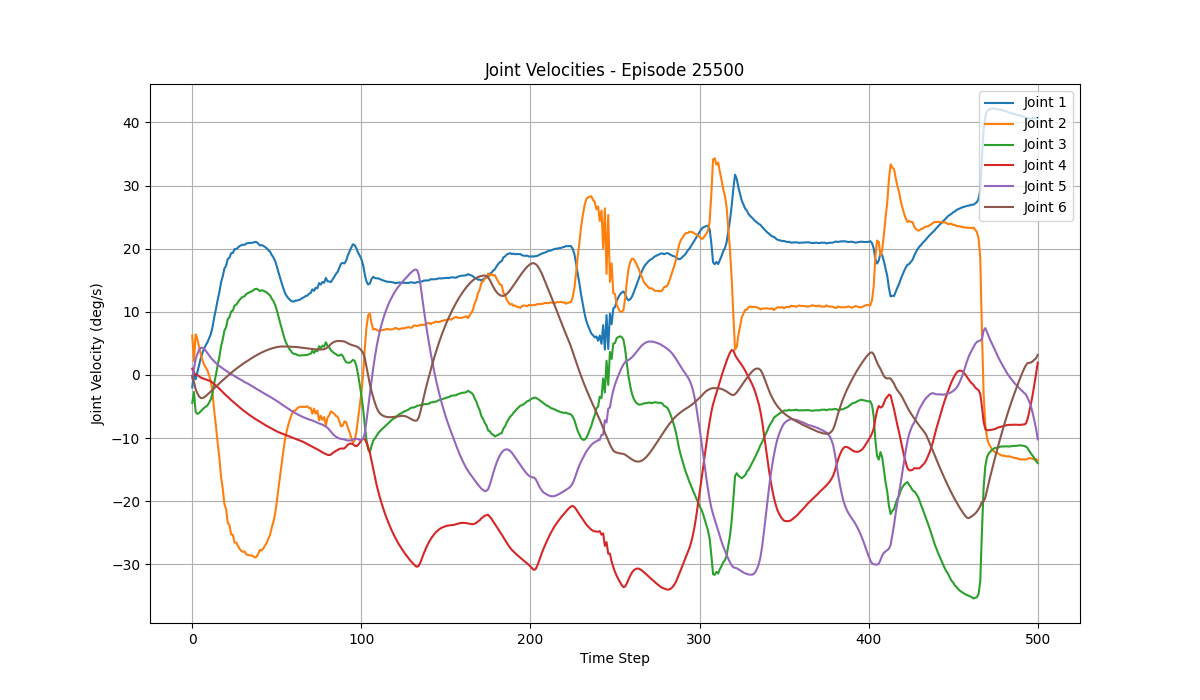 Joint Velocities - Episode 25500
Joint Velocity (deg/s)
40
30
20
10
0
−10
−20
−30
0 100 200 300 400 500
Time Step
Joint 1
Joint 2
Joint 3
Joint 4
Joint 5
Joint 6